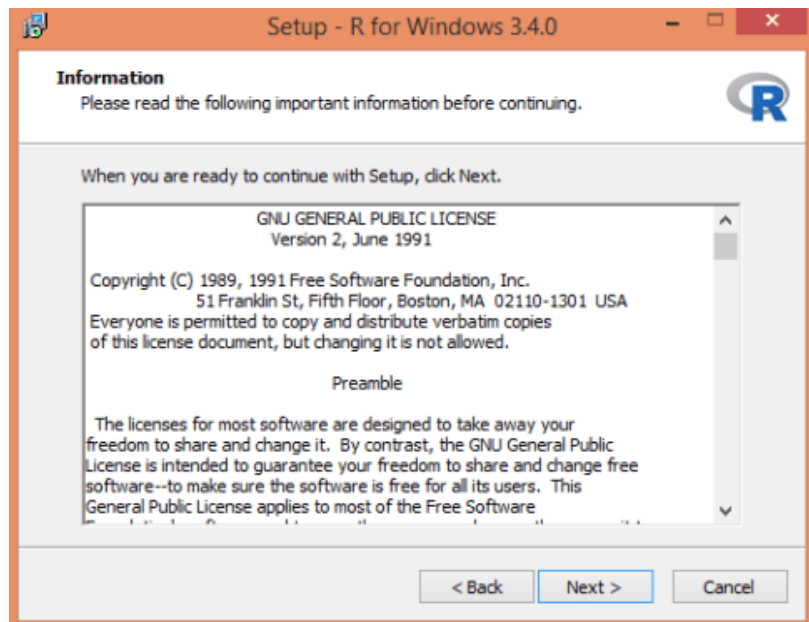 Setup - R for Windows 3.4.0
Information
Please read the following important information before continuing.
R
When you are ready to continue with Setup, click Next.
GNU GENERAL PUBLIC LICENSE
Version 2, June 1991
Copyright (C) 1989, 1991 Free Software Foundation, Inc.
51 Franklin St, Fifth Floor, Boston, MA 02110-1301 USA
Everyone is permitted to copy and distribute verbatim copies
of this license document, but changing it is not allowed.
Preamble
The licenses for most software are designed to take away your
freedom to share and change it. By contrast, the GNU General Public
License is intended to guarantee your freedom to share and change free
software--to make sure the software is free for all its users. This
General Public License applies to most of the Free Software
< Back Next > Cancel